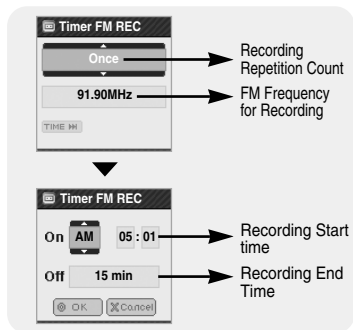 Timer FM REC
Once
Recording
Repetition Count
91.90MHz
FM Frequency
for Recording
TIME
Timer FM REC
On AM 05 : 01
Recording Start
time
Off 15 min
Recording End
Time
OK Cancel